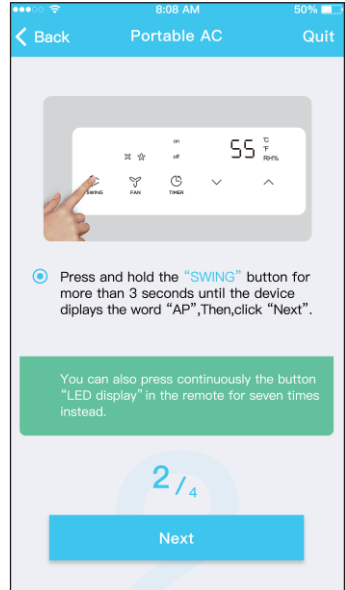 8:08 AM
50%
Back
Portable AC
Quit
on
off
55
°C
°F
RH%
SWING
FAN
TIMER
Press and hold the “SWING” button for
more than 3 seconds until the device
diplays the word “AP”,Then,click “Next”.
You can also press continuously the button
“LED display” in the remote for seven times
instead.
2/4
Next